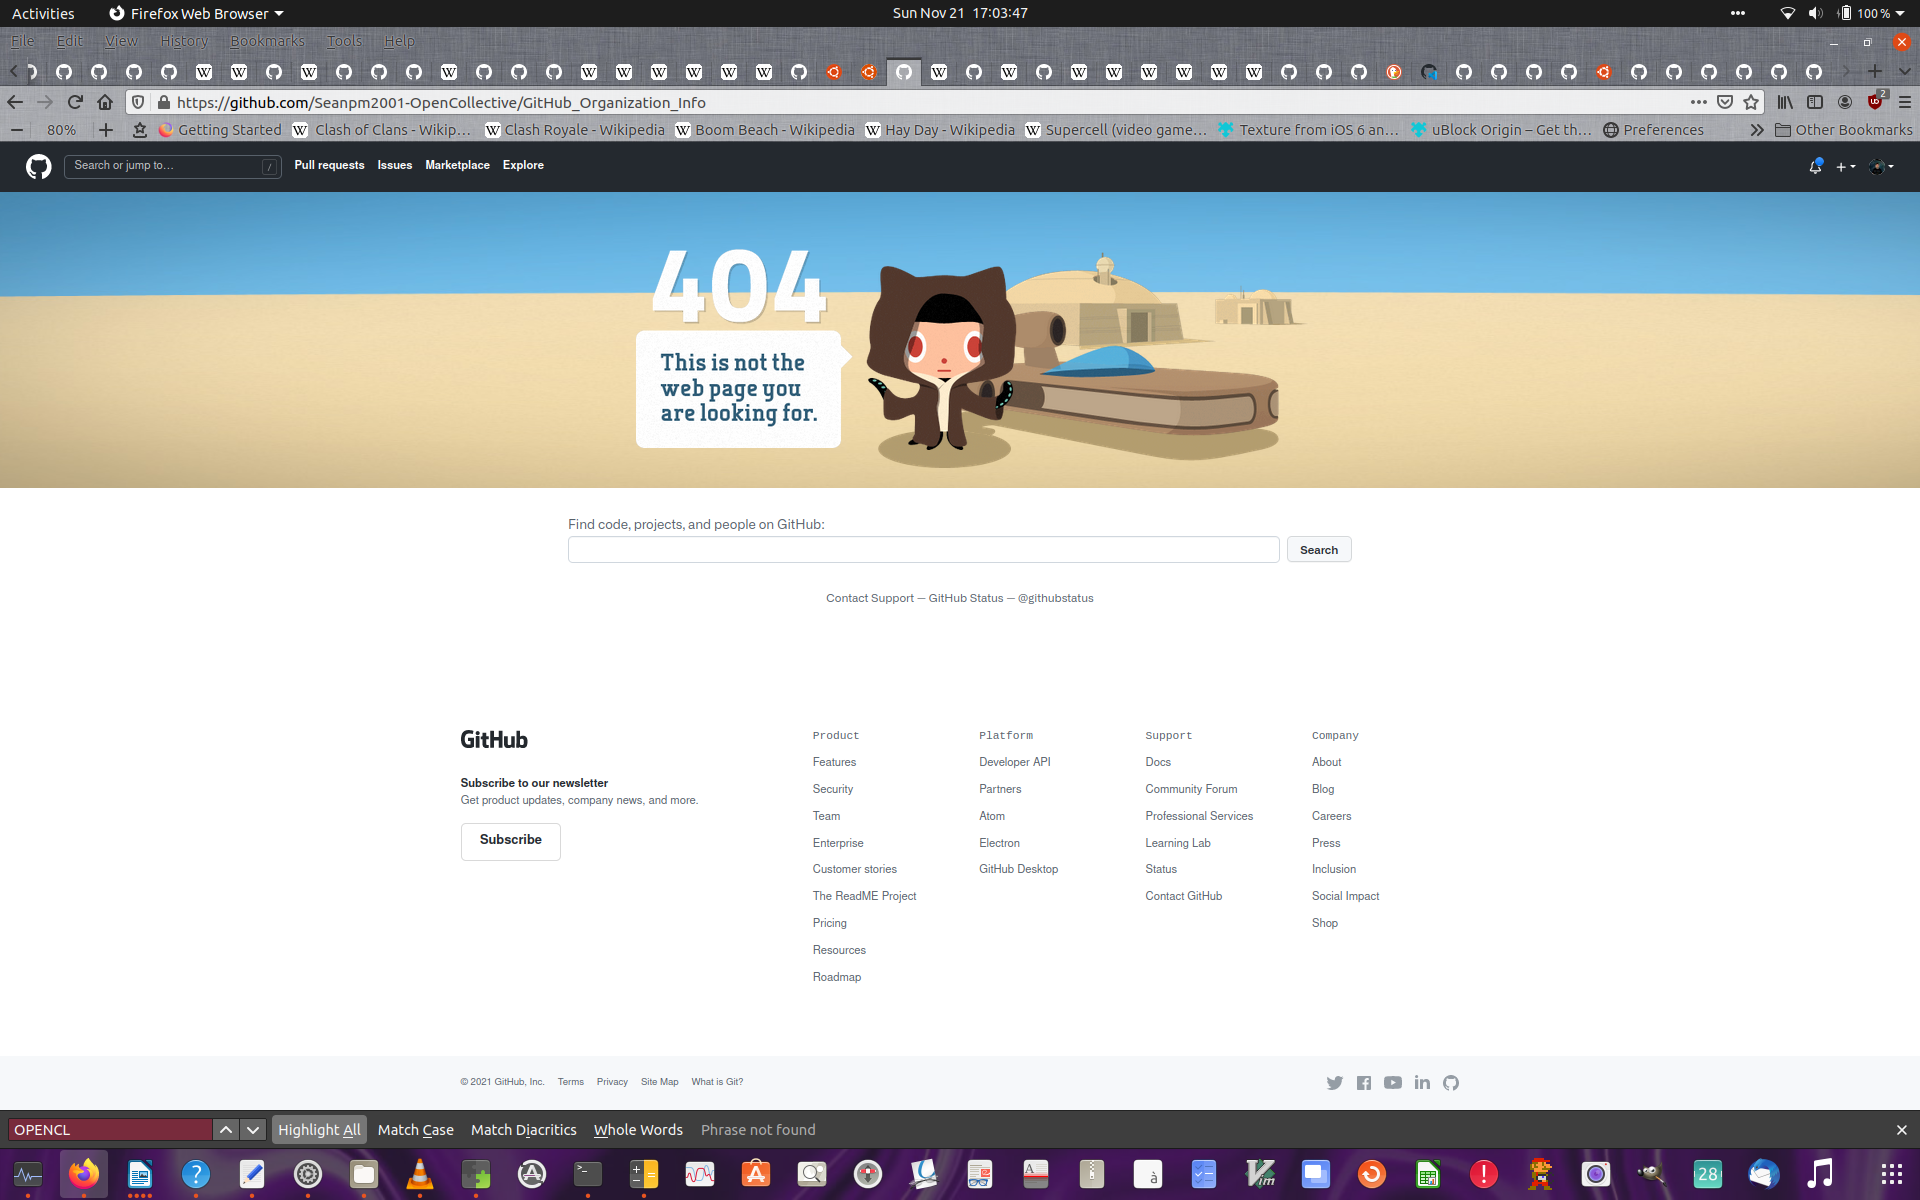 Activities
Firefox Web Browser
Sun Nov 21 17:03:47
100 %
File Edit View History Bookmarks Tools Help
https://github.com/Seanpm2001-OpenCollective/GitHub_Organization_Info
2
80%
Getting Started
Clash of Clans - Wikip…
Clash Royale - Wikipedia
Boom Beach - Wikipedia
Hay Day - Wikipedia
Supercell (video game…
Texture from iOS 6 an…
uBlock Origin – Get th…
Preferences
Other Bookmarks
Search or jump to…
/
Pull requests
Issues
Marketplace
Explore
404
This is not the
web page you
are looking for.
Find code, projects, and people on GitHub:
Search
Contact Support — GitHub Status — @githubstatus
GitHub
Subscribe to our newsletter
Get product updates, company news, and more.
Subscribe
Product
Features
Security
Team
Enterprise
Customer stories
The ReadME Project
Pricing
Resources
Roadmap
Platform
Developer API
Partners
Atom
Electron
GitHub Desktop
Support
Docs
Community Forum
Professional Services
Learning Lab
Status
Contact GitHub
Company
About
Blog
Careers
Press
Inclusion
Social Impact
Shop
© 2021 GitHub, Inc.
Terms
Privacy
Site Map
What is Git?
OPENCL
Highlight All
Match Case
Match Diacritics
Whole Words
Phrase not found
28